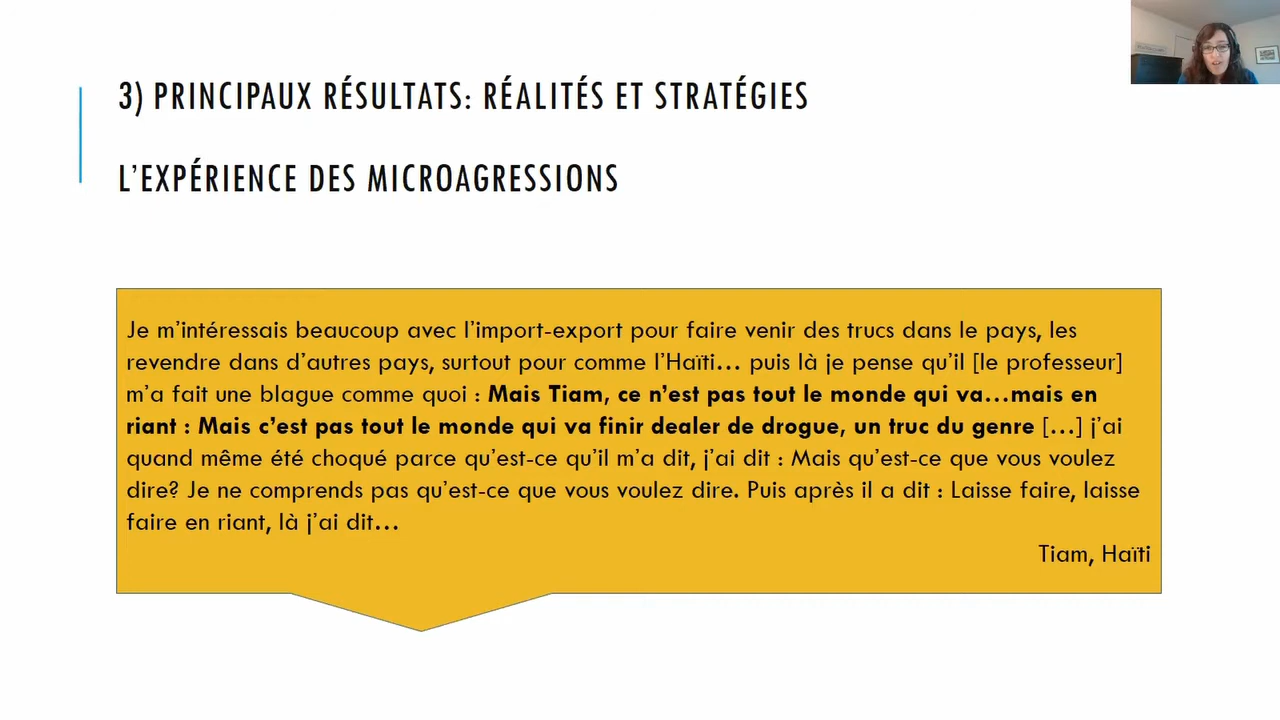 3) PRINCIPAUX RÉSULTATS: RÉALITÉS ET STRATÉGIES
L'EXPÉRIENCE DES MICROAGRESSIONS
Je m'intéressais beaucoup avec l'import-export pour faire venir des trucs dans le pays, les
revendre dans d'autres pays, surtout pour comme l'Haïti… puis là je pense qu'il [le professeur]
m'a fait une blague comme quoi : Mais Tiam, ce n'est pas tout le monde qui va…mais en
riant : Mais c'est pas tout le monde qui va finir dealer de drogue, un truc du genre […] j'ai
quand même été choqué parce qu'est-ce qu'il m'a dit, j'ai dit : Mais qu'est-ce que vous voulez
dire? Je ne comprends pas qu'est-ce que vous voulez dire. Puis après il a dit : Laisse faire, laisse
faire en riant, là j'ai dit…
Tiam, Haïti